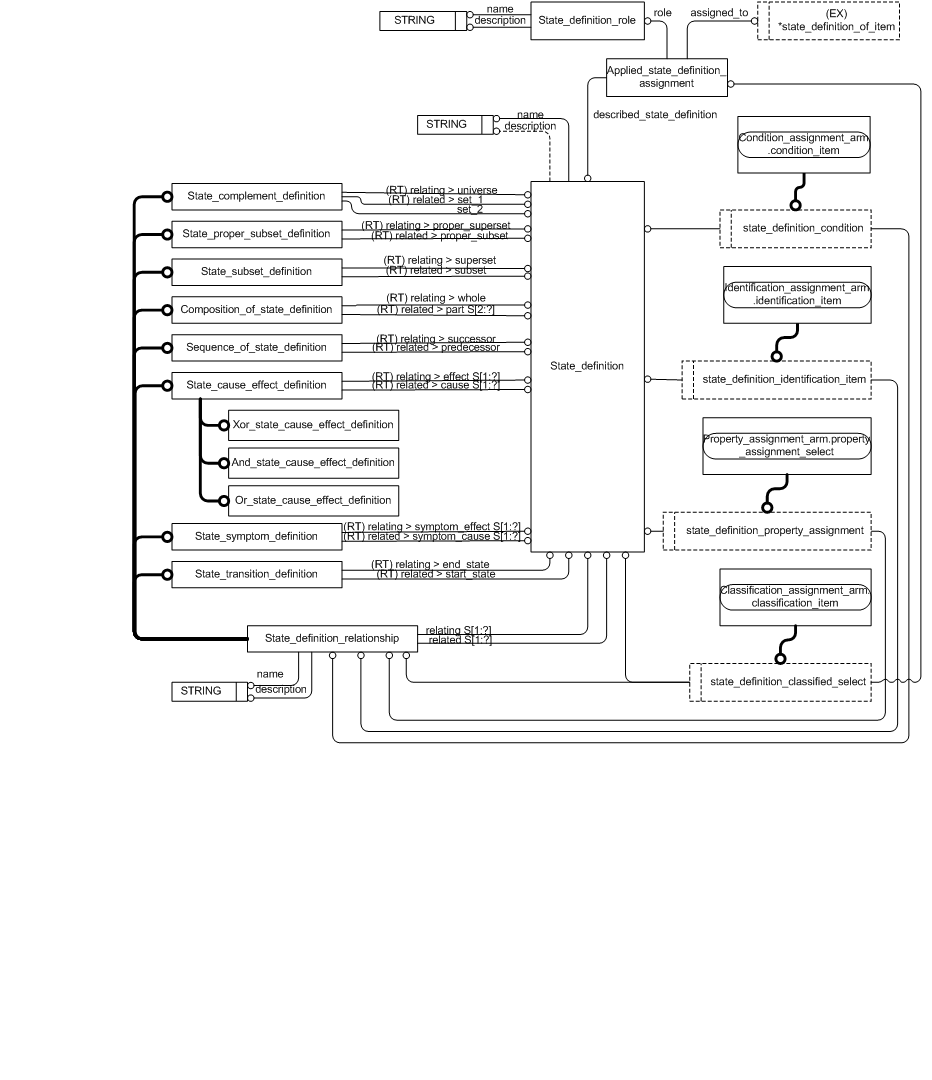 name
STRING
description
State_definition_role
role
assigned_to
(EX)
*state_definition_of_item
Applied_state_definition_
assignment
name
STRING
description
described_state_definition
Condition_assignment_arm
.condition_item
State_complement_definition
(RT) relating > universe
(RT) related > set_1
set_2
State_proper_subset_definition
(RT) relating > proper_superset
(RT) related > proper_subset
state_definition_condition
State_subset_definition
(RT) relating > superset
(RT) related > subset
Identification_assignment_arm
.identification_item
Composition_of_state_definition
(RT) relating > whole
(RT) related > part S[2:?]
Sequence_of_state_definition
(RT) relating > successor
(RT) related > predecessor
State_definition
State_cause_effect_definition
(RT) relating > effect S[1:?]
(RT) related > cause S[1:?]
state_definition_identification_item
Xor_state_cause_effect_definition
And_state_cause_effect_definition
Or_state_cause_effect_definition
Property_assignment_arm.property
_assignment_select
State_symptom_definition
(RT) relating > symptom_effect S[1:?]
(RT) related > symptom_cause S[1:?]
state_definition_property_assignment
State_transition_definition
(RT) relating > end_state
(RT) related > start_state
Classification_assignment_arm.
classification_item
State_definition_relationship
relating S[1:?]
related S[1:?]
name
STRING
description
state_definition_classified_select